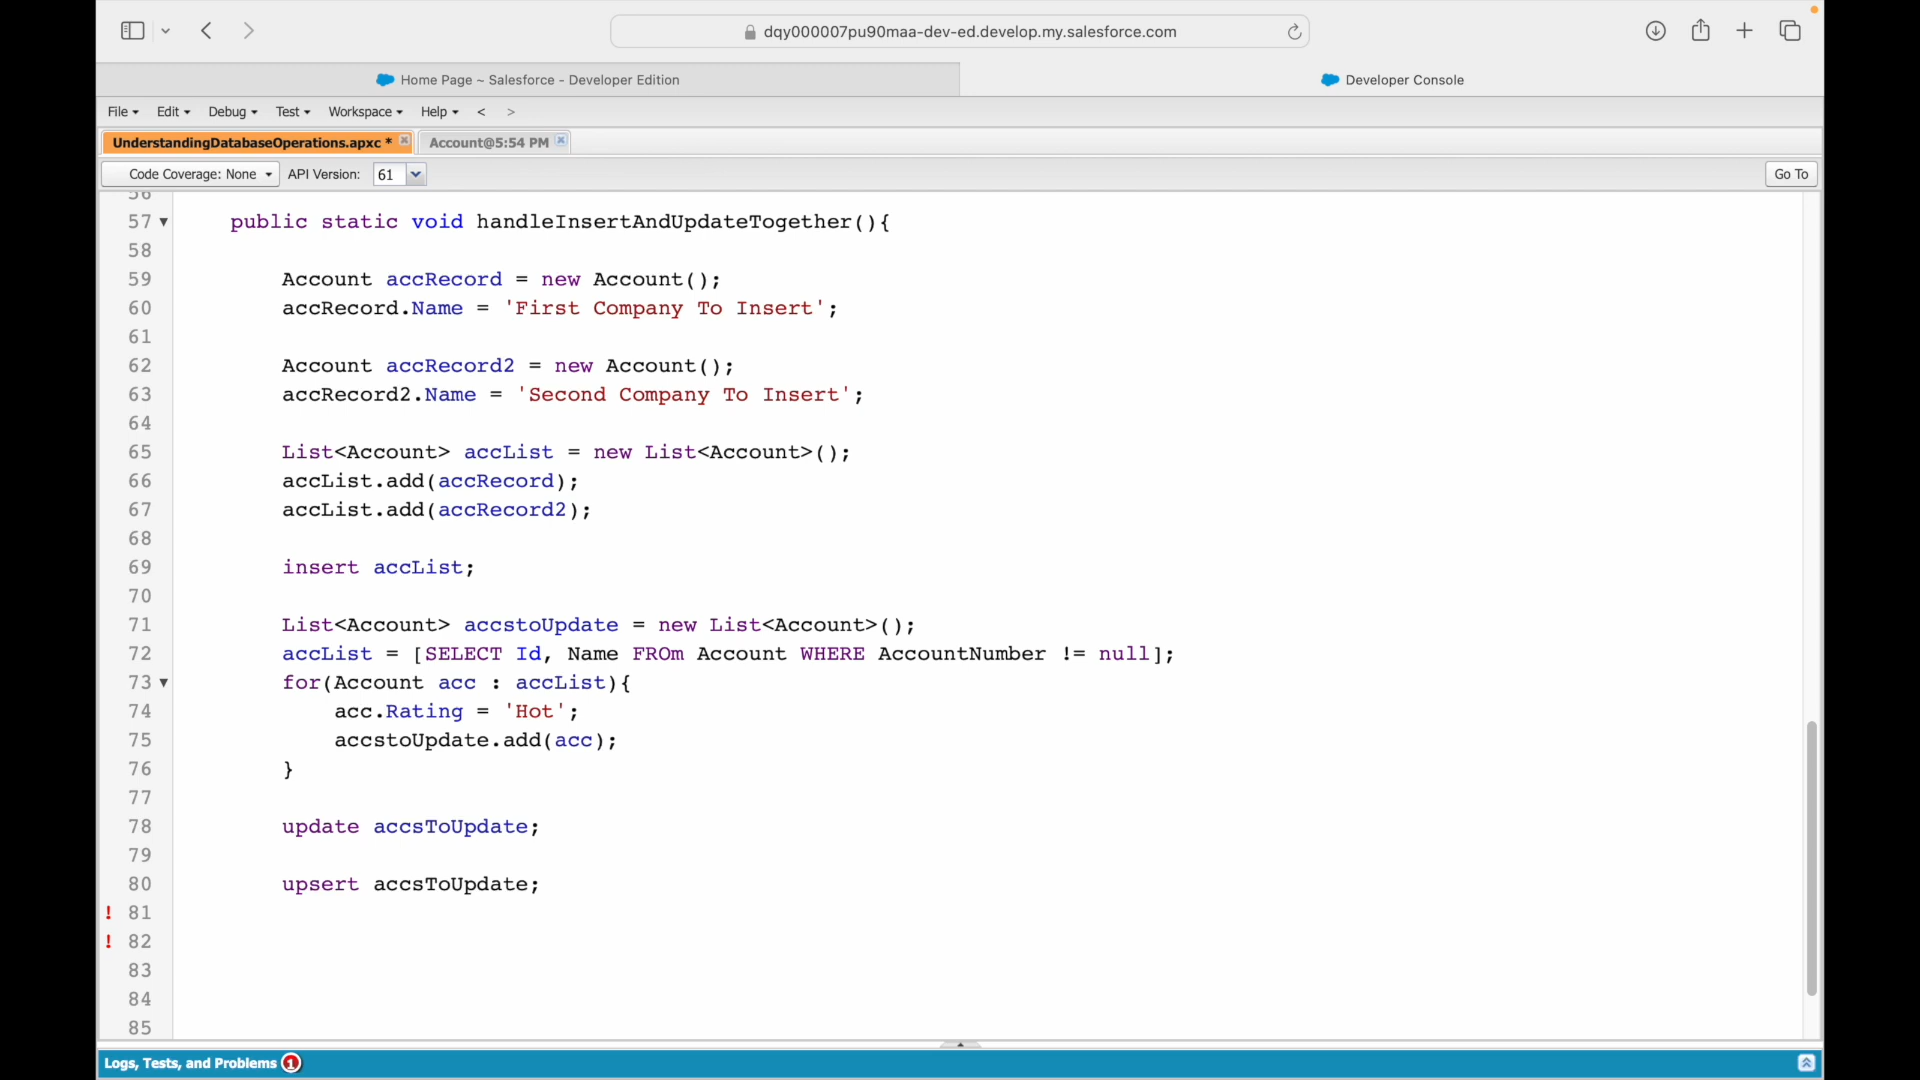 dqy000007pu90maa-dev-ed.develop.my.salesforce.com
Home Page ~ Salesforce - Developer Edition
Developer Console
File Edit Debug Test Workspace Help < >
UnderstandingDatabaseOperations.apxc * Account@5:54 PM
Code Coverage: None API Version: 61 Go To
56
57 public static void handleInsertAndUpdateTogether(){
58
59 Account accRecord = new Account();
60 accRecord.Name = 'First Company To Insert';
61
62 Account accRecord2 = new Account();
63 accRecord2.Name = 'Second Company To Insert';
64
65 List<Account> accList = new List<Account>();
66 accList.add(accRecord);
67 accList.add(accRecord2);
68
69 insert accList;
70
71 List<Account> accstoUpdate = new List<Account>();
72 accList = [SELECT Id, Name FROm Account WHERE AccountNumber != null];
73 for(Account acc : accList){
74 acc.Rating = 'Hot';
75 accstoUpdate.add(acc);
76 }
77
78 update accsToUpdate;
79
80 upsert accsToUpdate;
! 81
! 82
83
84
85
Logs, Tests, and Problems 1